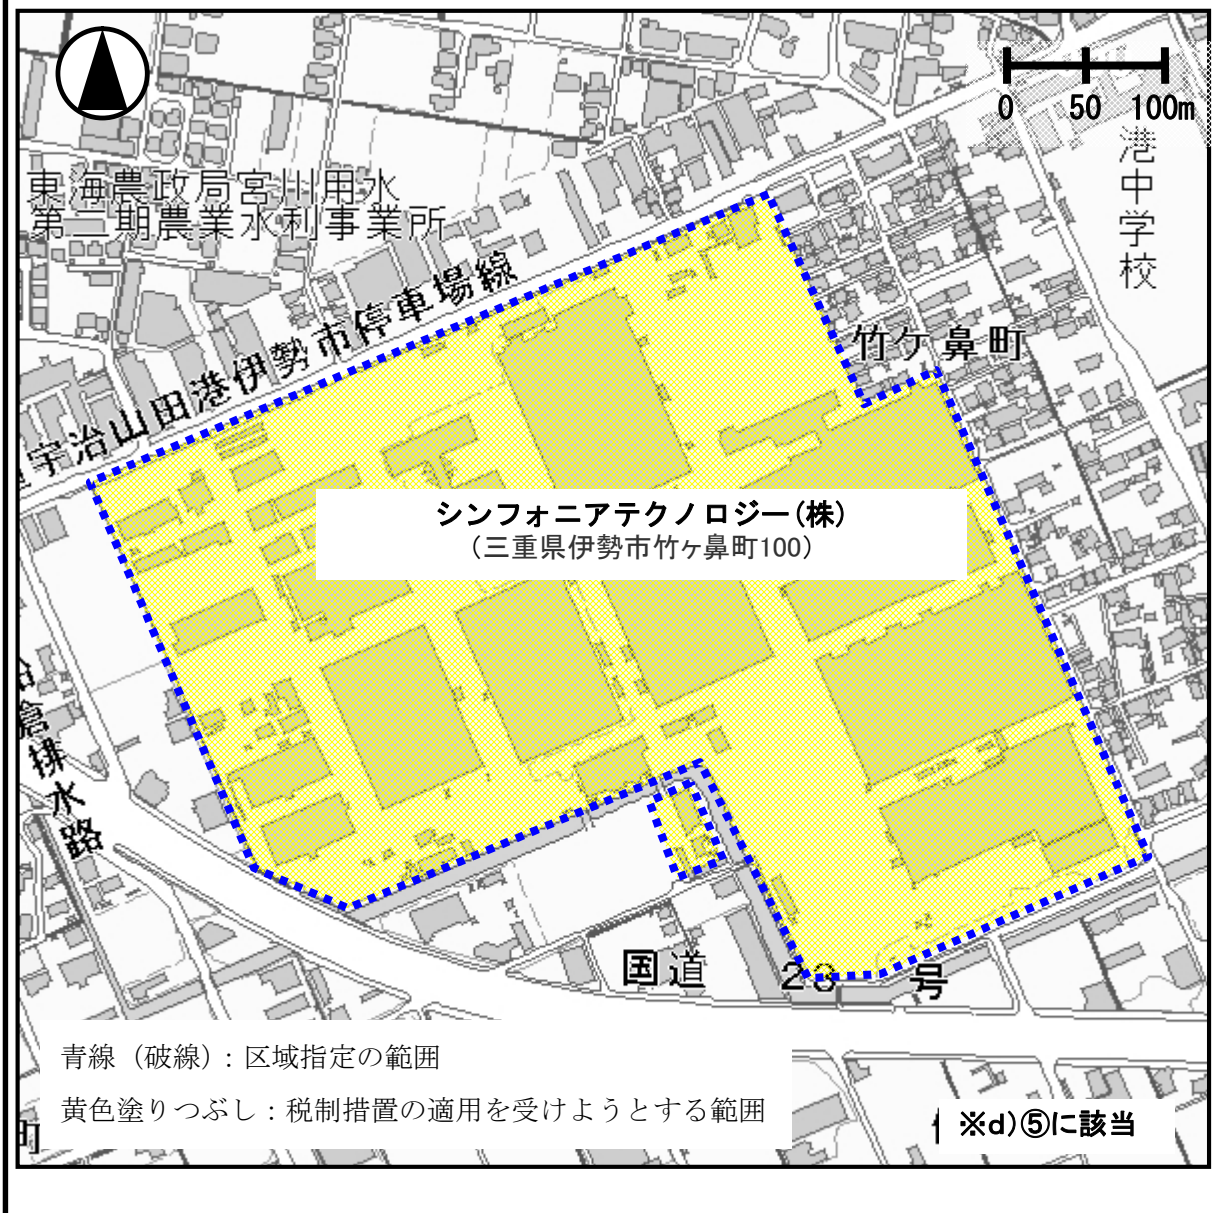 0 50 100m
港中学校
東海農政局宮川用水
第二期農業水利事業所
宇治山田港伊勢市停車場線
竹ケ鼻町
シンフォニアテクノロジー(株)
(三重県伊勢市竹ヶ鼻町100)
倉排水路
国道 23 号
青線（破線）：区域指定の範囲
黄色塗りつぶし：税制措置の適用を受けようとする範囲
町
※d)⑤に該当